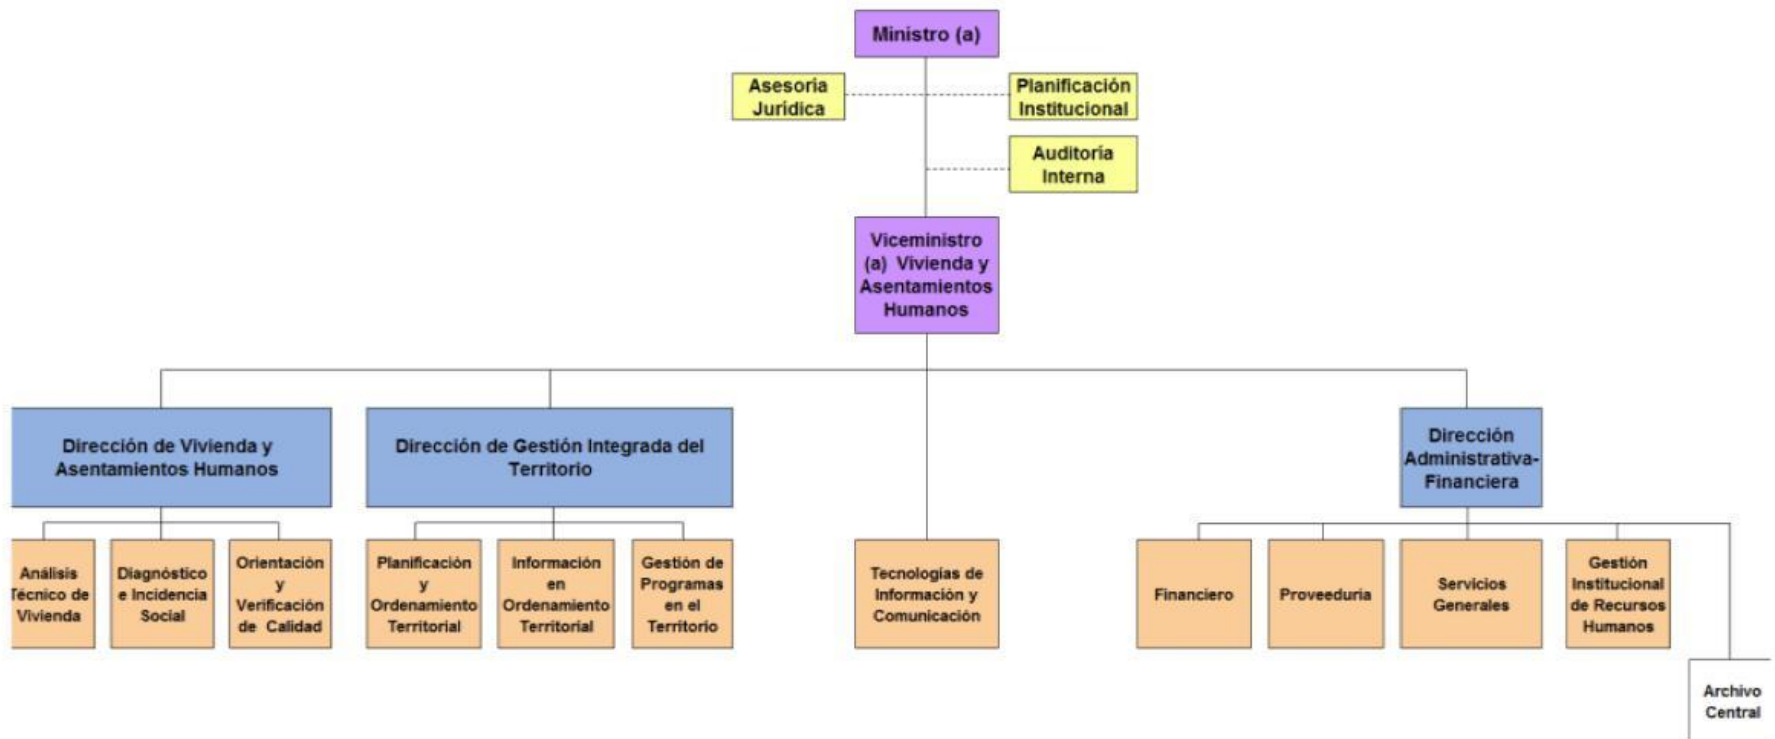 Ministro (a)
Asesoría
Jurídica
Planificación
Institucional
Auditoría
Interna
Viceministro
(a) Vivienda y
Asentamientos
Humanos
Dirección de Vivienda y
Asentamientos Humanos
Dirección de Gestión Integrada del
Territorio
Dirección
Administrativa-
Financiera
Análisis
Técnico de
Vivienda
Diagnóstico
e Incidencia
Social
Orientación
y
Verificación
de Calidad
Planificación
y
Ordenamiento
Territorial
Información
en
Ordenamiento
Territorial
Gestión de
Programas
en el
Territorio
Tecnologías de
Información y
Comunicación
Financiero
Proveeduría
Servicios
Generales
Gestión
Institucional
de Recursos
Humanos
Archivo
Central